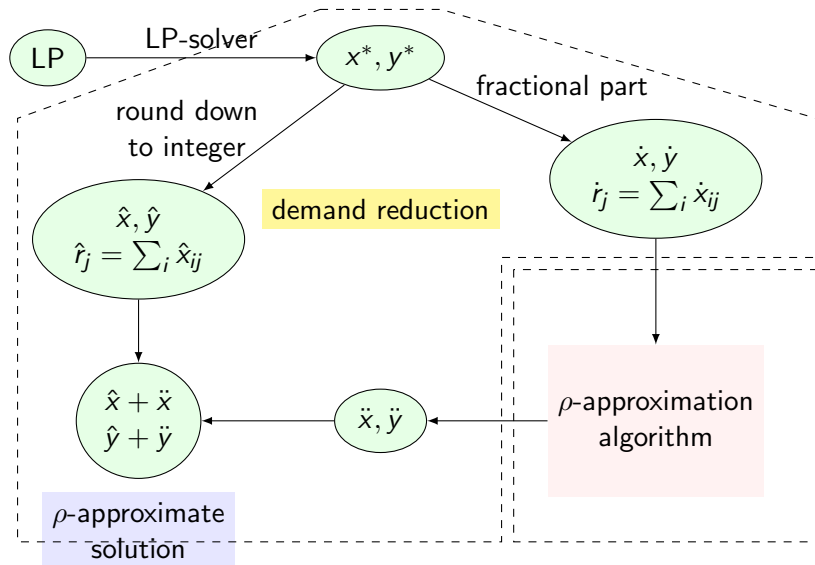 LP
LP-solver
x*, y*
fractional part
round down
to integer
ẋ, ẏ
ṙⱼ = ∑ᵢ ẋᵢⱼ
demand reduction
x̂, ŷ
r̂ⱼ = ∑ᵢ x̂ᵢⱼ
x̂ + ẍ
ŷ + ÿ
ẍ, ÿ
ρ-approximation
algorithm
ρ-approximate
solution